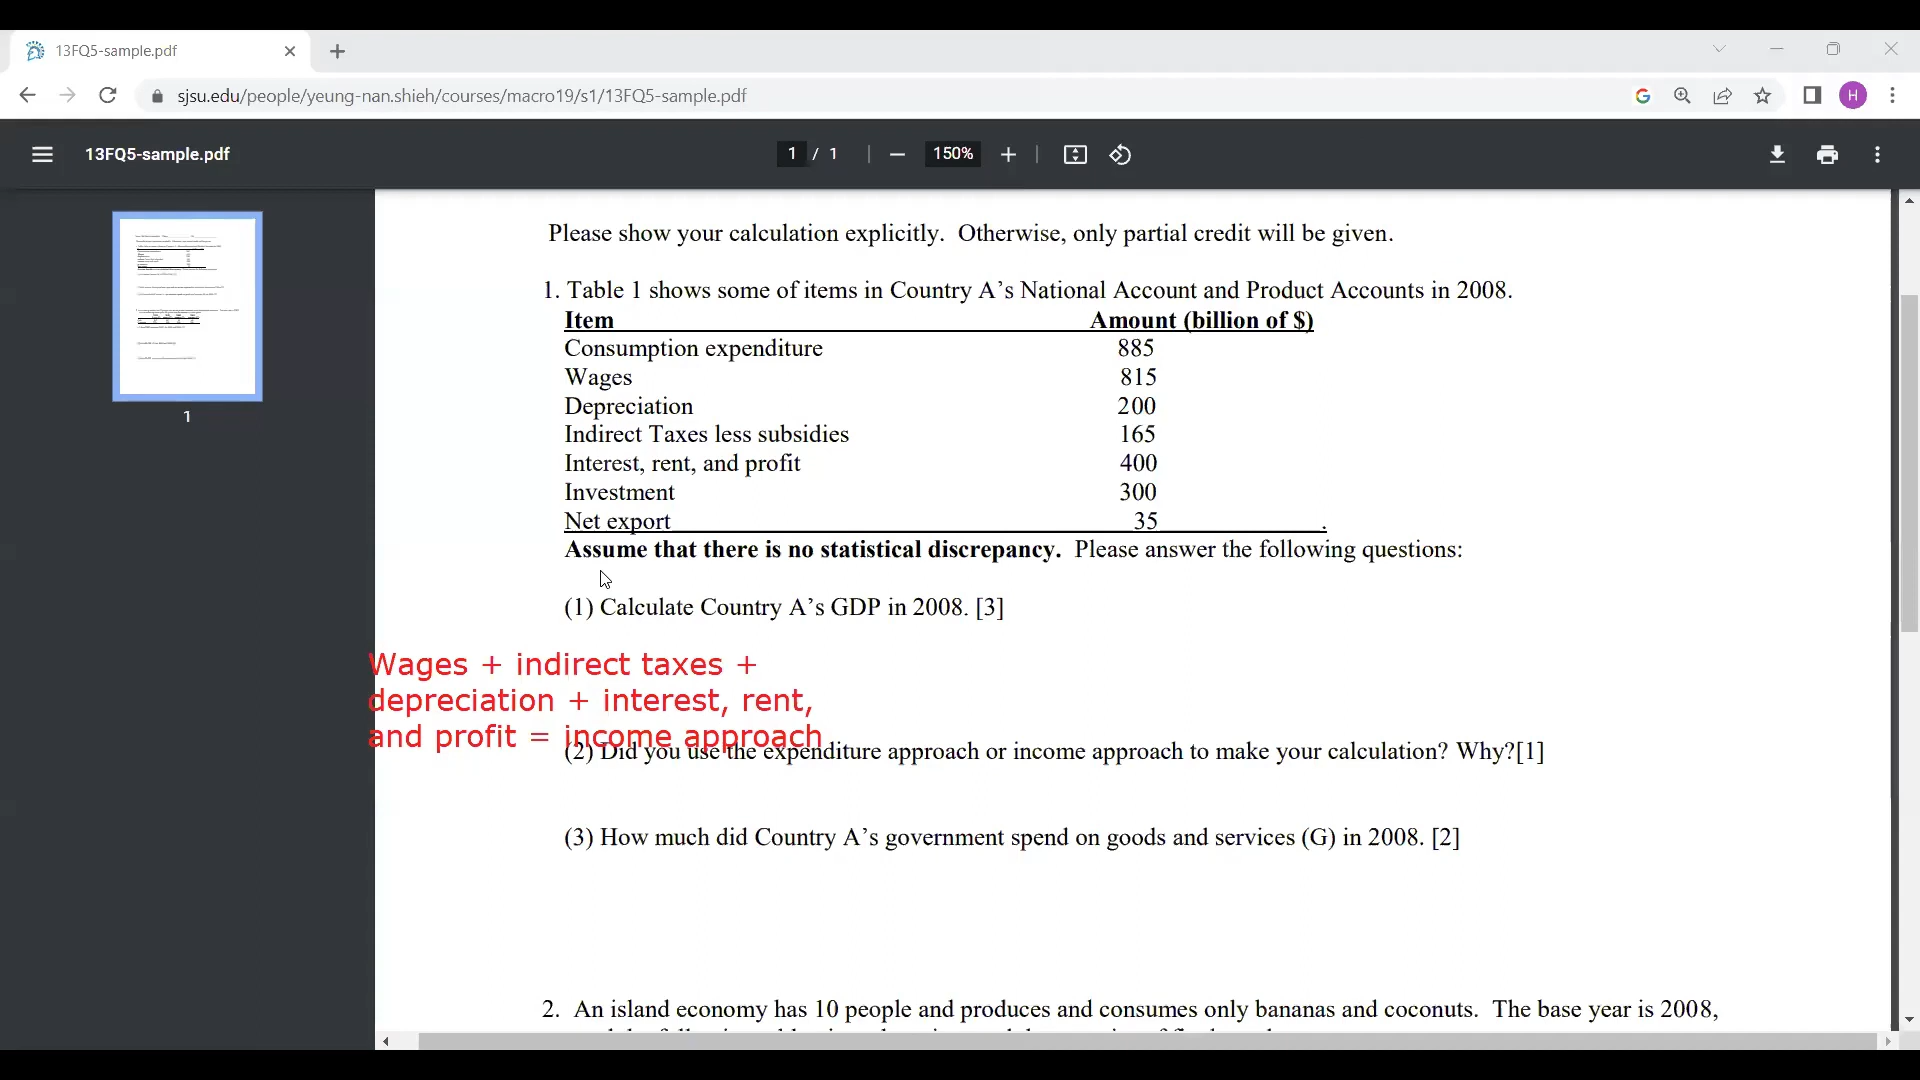 13FQ5-sample.pdf
sjsu.edu/people/yeung-nan.shieh/courses/macro19/s1/13FQ5-sample.pdf
H
13FQ5-sample.pdf
1 / 1
150%
1
Please show your calculation explicitly. Otherwise, only partial credit will be given.
1. Table 1 shows some of items in Country A’s National Account and Product Accounts in 2008.
Item Amount (billion of $)
Consumption expenditure 885
Wages 815
Depreciation 200
Indirect Taxes less subsidies 165
Interest, rent, and profit 400
Investment 300
Net export 35 .
Assume that there is no statistical discrepancy. Please answer the following questions:
(1) Calculate Country A’s GDP in 2008. [3]
Wages + indirect taxes +
depreciation + interest, rent,
and profit = income approach
(2) Did you use the expenditure approach or income approach to make your calculation? Why?[1]
(3) How much did Country A’s government spend on goods and services (G) in 2008. [2]
2. An island economy has 10 people and produces and consumes only bananas and coconuts. The base year is 2008,